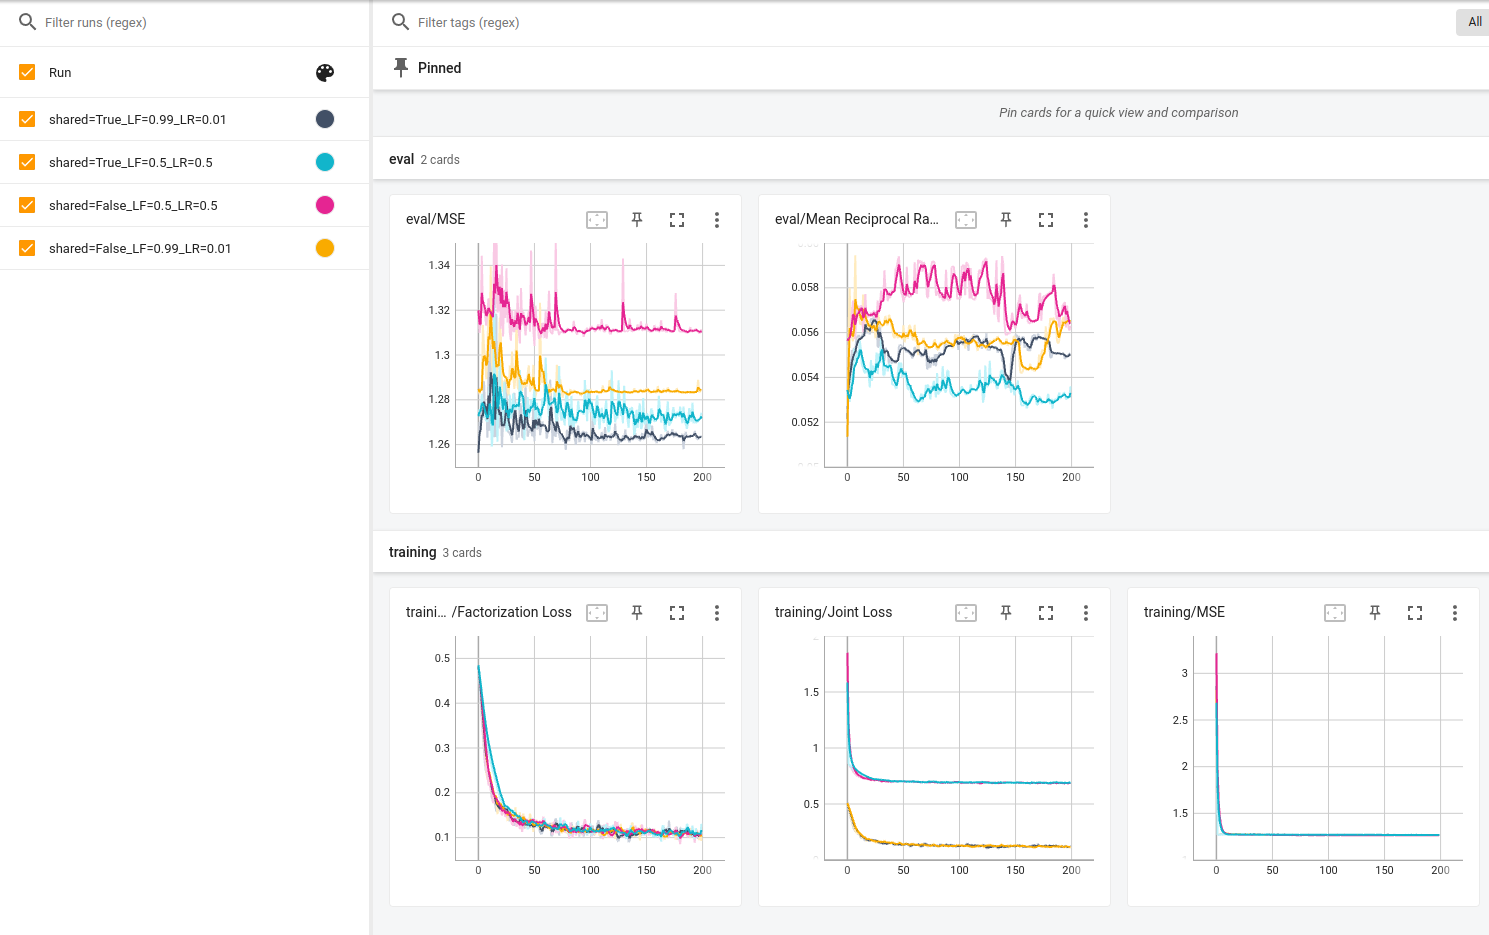 Filter runs (regex)
Filter tags (regex)
All
Run
Pinned
shared=True_LF=0.99_LR=0.01
shared=True_LF=0.5_LR=0.5
shared=False_LF=0.5_LR=0.5
shared=False_LF=0.99_LR=0.01
Pin cards for a quick view and comparison
eval 2 cards
eval/MSE
1.34
1.32
1.3
1.28
1.26
0 50 100 150 200
eval/Mean Reciprocal Ra...
0.058
0.056
0.054
0.052
0 50 100 150 200
training 3 cards
traini... /Factorization Loss
0.5
0.4
0.3
0.2
0.1
0 50 100 150 200
training/Joint Loss
1.5
1
0.5
0 50 100 150 200
training/MSE
3
2.5
2
1.5
0 50 100 150 200